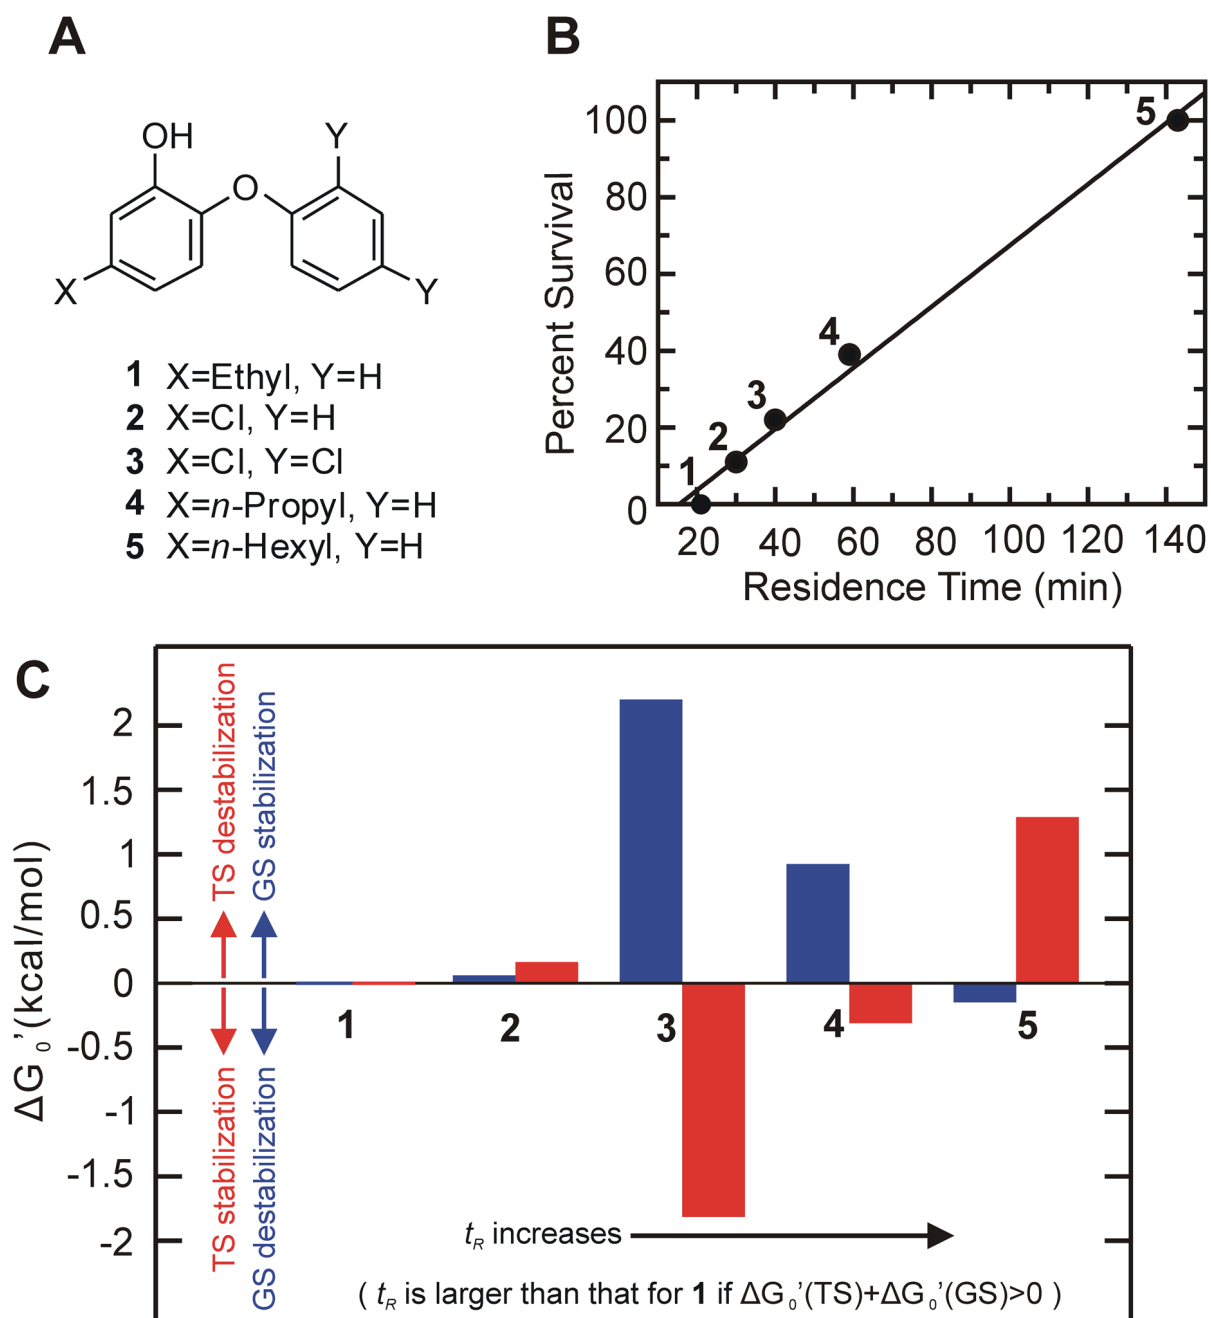 A
OH
Y
O
X
Y
1 X=Ethyl, Y=H
2 X=Cl, Y=H
3 X=Cl, Y=Cl
4 X=n-Propyl, Y=H
5 X=n-Hexyl, Y=H
B
Percent Survival
100
80
60
40
20
0
1
2
3
4
5
20 40 60 80 100 120 140
Residence Time (min)
C
ΔG₀'(kcal/mol)
2
1.5
1
0.5
0
-0.5
-1
-1.5
-2
TS destabilization
GS stabilization
TS stabilization
GS destabilization
1 2 3 4 5
tR increases
( tR is larger than that for 1 if ΔG₀'(TS)+ΔG₀'(GS)>0 )